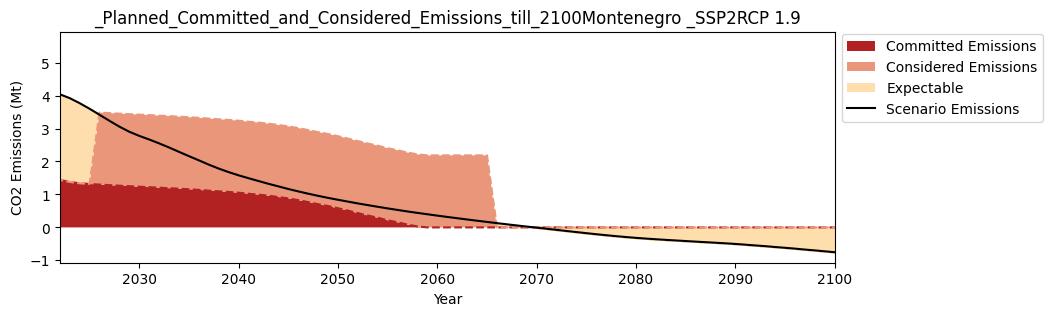 _Planned_Committed_and_Considered_Emissions_till_2100Montenegro _SSP2RCP 1.9
Committed Emissions
Considered Emissions
Expectable
Scenario Emissions
CO2 Emissions (Mt)
5
4
3
2
1
0
−1
2030
2040
2050
2060
2070
2080
2090
2100
Year